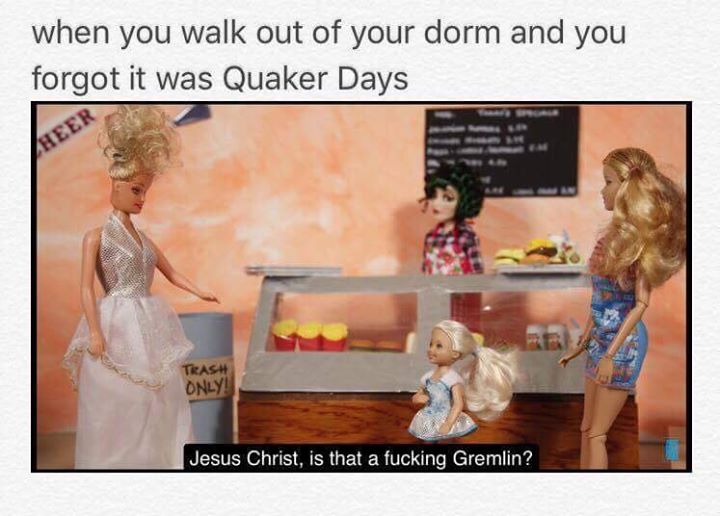 when you walk out of your dorm and you
forgot it was Quaker Days
HEER
TRASH
ONLY!
Jesus Christ, is that a fucking Gremlin?